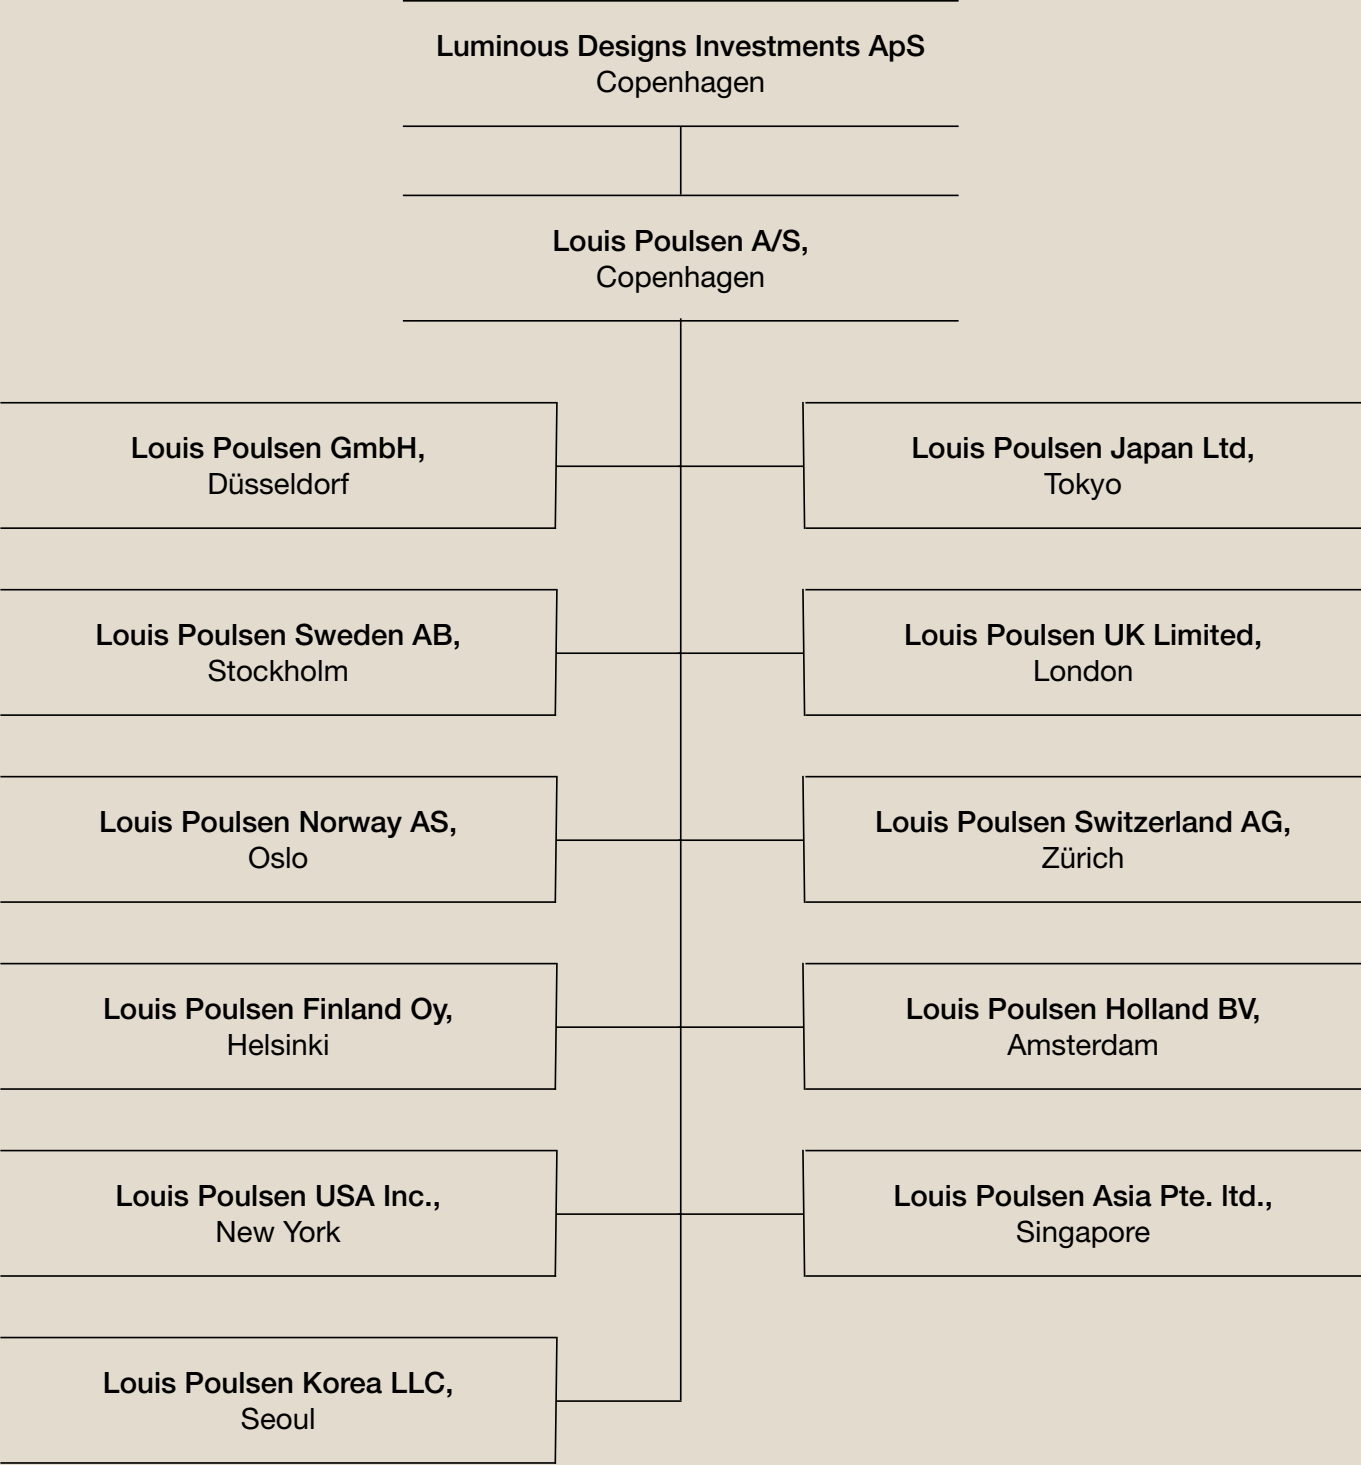 Luminous Designs Investments ApS
Copenhagen
Louis Poulsen A/S,
Copenhagen
Louis Poulsen GmbH,
Düsseldorf
Louis Poulsen Japan Ltd,
Tokyo
Louis Poulsen Sweden AB,
Stockholm
Louis Poulsen UK Limited,
London
Louis Poulsen Norway AS,
Oslo
Louis Poulsen Switzerland AG,
Zürich
Louis Poulsen Finland Oy,
Helsinki
Louis Poulsen Holland BV,
Amsterdam
Louis Poulsen USA Inc.,
New York
Louis Poulsen Asia Pte. ltd.,
Singapore
Louis Poulsen Korea LLC,
Seoul